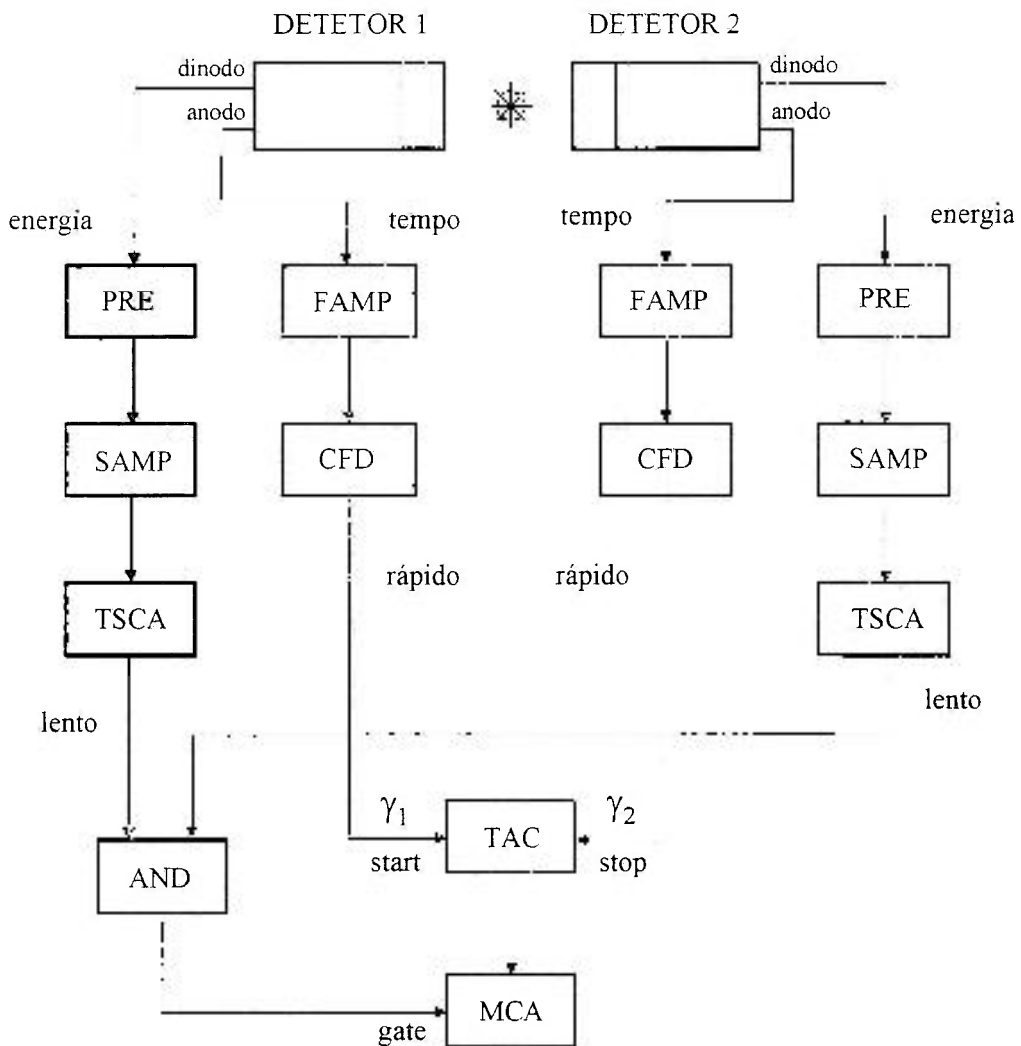 DETETOR 1 DETETOR 2
dinodo dinodo
anodo anodo
energia tempo tempo energia
PRE FAMP FAMP PRE
SAMP CFD CFD SAMP
rápido rápido
TSCA TSCA
lento lento
γ1 TAC γ2
start stop
AND
gate MCA